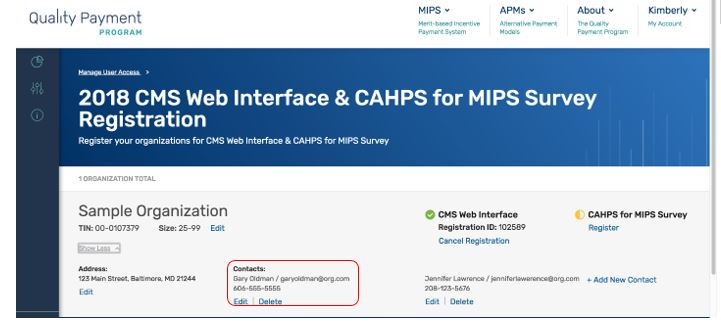 Quality Payment
PROGRAM
MIPS
Merit-based Incentive
Payment System
APMs
Alternative Payment
Models
About
The Quality
Payment Program
Kimberly
My Account
Manage User Access >
2018 CMS Web Interface & CAHPS for MIPS Survey
Registration
Register your organizations for CMS Web Interface & CAHPS for MIPS Survey
1 ORGANIZATION TOTAL
Sample Organization
TIN: 00-0107379 Size: 25-99 Edit
Show Less
CMS Web Interface
Registration ID: 102589
Cancel Registration
CAHPS for MIPS Survey
Register
Address:
123 Main Street, Baltimore, MD 21244
Edit
Contacts:
Gary Oldman / garyoldman@org.com
606-555-5555
Edit | Delete
Jennifer Lawrence / jenniferlawerence@org.com
208-123-5676
Edit | Delete
+ Add New Contact